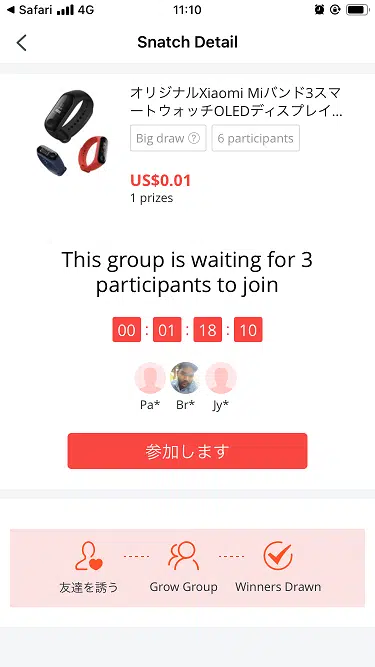 Safari 4G 11:10
Snatch Detail
オリジナルXiaomi Miバンド3スマ
ートウォッチOLEDディスプレイ...
Big draw ? 6 participants
US$0.01
1 prizes
This group is waiting for 3
participants to join
00 : 01 : 18 : 10
Pa* Br* Jy*
参加します
友達を誘う Grow Group Winners Drawn